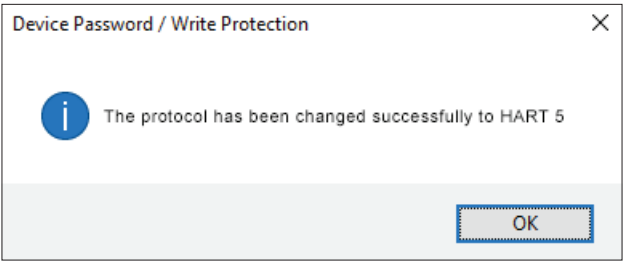 Device Password / Write Protection
The protocol has been changed successfully to HART 5
OK